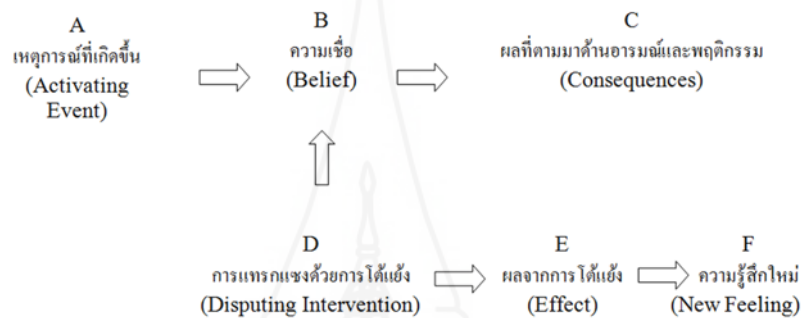 A
เหตุการณ์ที่เกิดขึ้น
(Activating
Event)
B
ความเชื่อ
(Belief)
C
ผลที่ตามมาด้านอารมณ์และพฤติกรรม
(Consequences)
D
การแทรกแซงด้วยการโต้แย้ง
(Disputing Intervention)
E
ผลจากการโต้แย้ง
(Effect)
F
ความรู้สึกใหม่
(New Feeling)